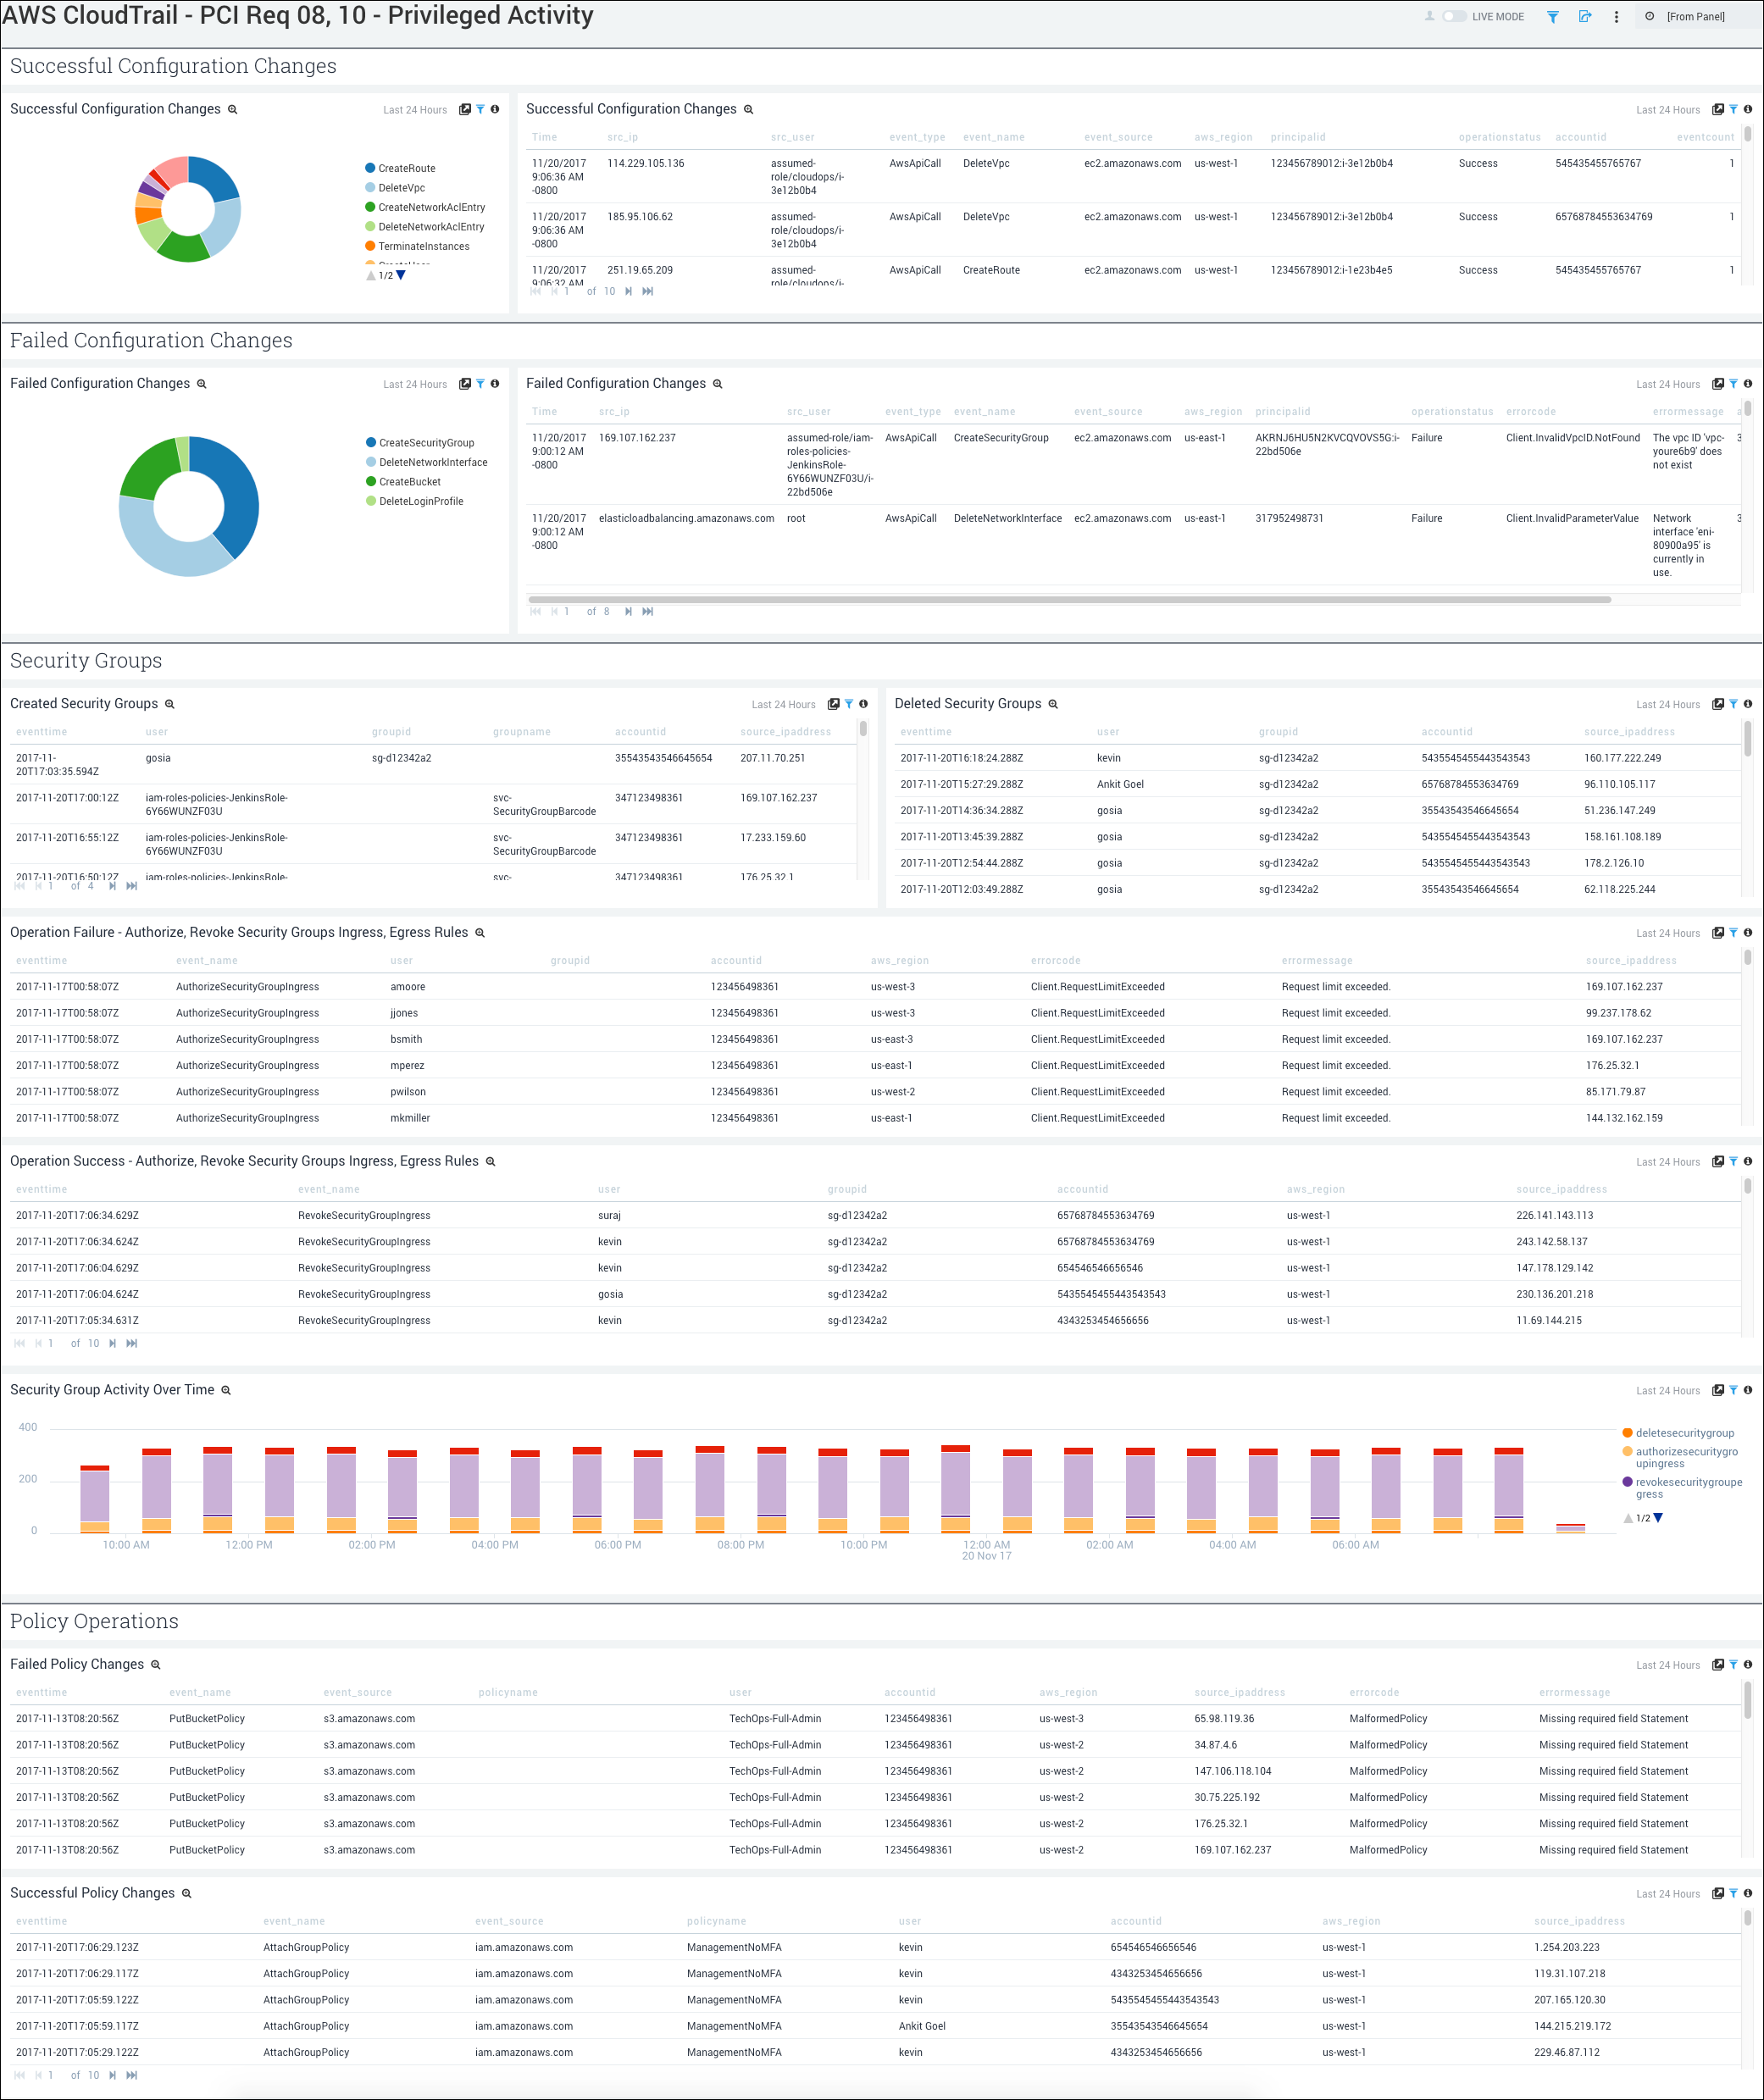 AWS CloudTrail - PCI Req 08, 10 - Privileged Activity
LIVE MODE [From Panel]
Successful Configuration Changes
Successful Configuration Changes Last 24 Hours
CreateRoute
DeleteVpc
CreateNetworkAclEntry
DeleteNetworkAclEntry
TerminateInstances
1/2
Successful Configuration Changes Last 24 Hours
Time src_ip src_user event_type event_name event_source aws_region principalid operationstatus accountid eventcount
11/20/2017 114.229.105.136 assumed- AwsApiCall DeleteVpc ec2.amazonaws.com us-west-1 123456789012:i-3e12b0b4 Success 545435455765767 1
9:06:36 AM role/cloudops/i-
-0800 3e12b0b4
11/20/2017 185.95.106.62 assumed- AwsApiCall DeleteVpc ec2.amazonaws.com us-west-1 123456789012:i-3e12b0b4 Success 65768784553634769 1
9:06:36 AM role/cloudops/i-
-0800 3e12b0b4
11/20/2017 251.19.65.209 assumed- AwsApiCall CreateRoute ec2.amazonaws.com us-west-1 123456789012:i-1e23b4e5 Success 545435455765767 1
9:06:32 AM role/cloudops/i-
1 of 10
Failed Configuration Changes
Failed Configuration Changes Last 24 Hours
CreateSecurityGroup
DeleteNetworkInterface
CreateBucket
DeleteLoginProfile
Failed Configuration Changes Last 24 Hours
Time src_ip src_user event_type event_name event_source aws_region principalid operationstatus errorcode errormessage a
11/20/2017 169.107.162.237 assumed-role/iam- AwsApiCall CreateSecurityGroup ec2.amazonaws.com us-east-1 AKRNJ6HU5N2KVCQVOVS5G:i- Failure Client.InvalidVpcID.NotFound The vpc ID 'vpc- 3
9:00:12 AM roles-policies- 22bd506e youre6b9' does
-0800 JenkinsRole- not exist
6Y66WUNZF03U/i-
22bd506e
11/20/2017 elasticloadbalancing.amazonaws.com root AwsApiCall DeleteNetworkInterface ec2.amazonaws.com us-east-1 317952498731 Failure Client.InvalidParameterValue Network 3
9:00:12 AM interface 'eni-
-0800 80900a95' is
currently in
use.
1 of 8
Security Groups
Created Security Groups Last 24 Hours
eventtime user groupid groupname accountid source_ipaddress
2017-11- gosia sg-d12342a2 35543543546645654 207.11.70.251
20T17:03:35.594Z
2017-11-20T17:00:12Z iam-roles-policies-JenkinsRole- svc- 347123498361 169.107.162.237
6Y66WUNZF03U SecurityGroupBarcode
2017-11-20T16:55:12Z iam-roles-policies-JenkinsRole- svc- 347123498361 17.233.159.60
6Y66WUNZF03U SecurityGroupBarcode
2017-11-20T16:50:12Z iam-roles-policies-JenkinsRole- svc- 347123498361 176.25.32.1
1 of 4
Deleted Security Groups Last 24 Hours
eventtime user groupid accountid source_ipaddress
2017-11-20T16:18:24.288Z kevin sg-d12342a2 5435545455443543543 160.177.222.249
2017-11-20T15:27:29.288Z Ankit Goel sg-d12342a2 65768784553634769 96.110.105.117
2017-11-20T14:36:34.288Z gosia sg-d12342a2 35543543546645654 51.236.147.249
2017-11-20T13:45:39.288Z gosia sg-d12342a2 5435545455443543543 158.161.108.189
2017-11-20T12:54:44.288Z gosia sg-d12342a2 5435545455443543543 178.2.126.10
2017-11-20T12:03:49.288Z gosia sg-d12342a2 35543543546645654 62.118.225.244
Operation Failure - Authorize, Revoke Security Groups Ingress, Egress Rules Last 24 Hours
eventtime event_name user groupid accountid aws_region errorcode errormessage source_ipaddress
2017-11-17T00:58:07Z AuthorizeSecurityGroupIngress amoore 123456498361 us-west-3 Client.RequestLimitExceeded Request limit exceeded. 169.107.162.237
2017-11-17T00:58:07Z AuthorizeSecurityGroupIngress jjones 123456498361 us-west-3 Client.RequestLimitExceeded Request limit exceeded. 99.237.178.62
2017-11-17T00:58:07Z AuthorizeSecurityGroupIngress bsmith 123456498361 us-east-3 Client.RequestLimitExceeded Request limit exceeded. 169.107.162.237
2017-11-17T00:58:07Z AuthorizeSecurityGroupIngress mperez 123456498361 us-east-1 Client.RequestLimitExceeded Request limit exceeded. 176.25.32.1
2017-11-17T00:58:07Z AuthorizeSecurityGroupIngress pwilson 123456498361 us-west-2 Client.RequestLimitExceeded Request limit exceeded. 85.171.79.87
2017-11-17T00:58:07Z AuthorizeSecurityGroupIngress mkmiller 123456498361 us-east-1 Client.RequestLimitExceeded Request limit exceeded. 144.132.162.159
Operation Success - Authorize, Revoke Security Groups Ingress, Egress Rules Last 24 Hours
eventtime event_name user groupid accountid aws_region source_ipaddress
2017-11-20T17:06:34.629Z RevokeSecurityGroupIngress suraj sg-d12342a2 65768784553634769 us-west-1 226.141.143.113
2017-11-20T17:06:34.624Z RevokeSecurityGroupIngress kevin sg-d12342a2 65768784553634769 us-west-1 243.142.58.137
2017-11-20T17:06:04.629Z RevokeSecurityGroupIngress kevin sg-d12342a2 654546546656546 us-west-1 147.178.129.142
2017-11-20T17:06:04.624Z RevokeSecurityGroupIngress gosia sg-d12342a2 5435545455443543543 us-west-1 230.136.201.218
2017-11-20T17:05:34.631Z RevokeSecurityGroupIngress kevin sg-d12342a2 4343253454656656 us-west-1 11.69.144.215
1 of 10
Security Group Activity Over Time Last 24 Hours
400
200
0
10:00 AM 12:00 PM 02:00 PM 04:00 PM 06:00 PM 08:00 PM 10:00 PM 12:00 AM 02:00 AM 04:00 AM 06:00 AM
20 Nov 17
deletesecuritygroup
authorizesecuritygro
upingress
revokesecuritygroupe
gress
1/2
Policy Operations
Failed Policy Changes Last 24 Hours
eventtime event_name event_source policyname user accountid aws_region source_ipaddress errorcode errormessage
2017-11-13T08:20:56Z PutBucketPolicy s3.amazonaws.com TechOps-Full-Admin 123456498361 us-west-3 65.98.119.36 MalformedPolicy Missing required field Statement
2017-11-13T08:20:56Z PutBucketPolicy s3.amazonaws.com TechOps-Full-Admin 123456498361 us-west-2 34.87.4.6 MalformedPolicy Missing required field Statement
2017-11-13T08:20:56Z PutBucketPolicy s3.amazonaws.com TechOps-Full-Admin 123456498361 us-west-2 147.106.118.104 MalformedPolicy Missing required field Statement
2017-11-13T08:20:56Z PutBucketPolicy s3.amazonaws.com TechOps-Full-Admin 123456498361 us-west-2 30.75.225.192 MalformedPolicy Missing required field Statement
2017-11-13T08:20:56Z PutBucketPolicy s3.amazonaws.com TechOps-Full-Admin 123456498361 us-west-2 176.25.32.1 MalformedPolicy Missing required field Statement
2017-11-13T08:20:56Z PutBucketPolicy s3.amazonaws.com TechOps-Full-Admin 123456498361 us-west-2 169.107.162.237 MalformedPolicy Missing required field Statement
Successful Policy Changes Last 24 Hours
eventtime event_name event_source policyname user accountid aws_region source_ipaddress
2017-11-20T17:06:29.123Z AttachGroupPolicy iam.amazonaws.com ManagementNoMFA kevin 654546546656546 us-west-1 1.254.203.223
2017-11-20T17:06:29.117Z AttachGroupPolicy iam.amazonaws.com ManagementNoMFA kevin 4343253454656656 us-west-1 119.31.107.218
2017-11-20T17:05:59.122Z AttachGroupPolicy iam.amazonaws.com ManagementNoMFA kevin 5435545455443543543 us-west-1 207.165.120.30
2017-11-20T17:05:59.117Z AttachGroupPolicy iam.amazonaws.com ManagementNoMFA Ankit Goel 35543543546645654 us-west-1 144.215.219.172
2017-11-20T17:05:29.122Z AttachGroupPolicy iam.amazonaws.com ManagementNoMFA kevin 4343253454656656 us-west-1 229.46.87.112
1 of 10